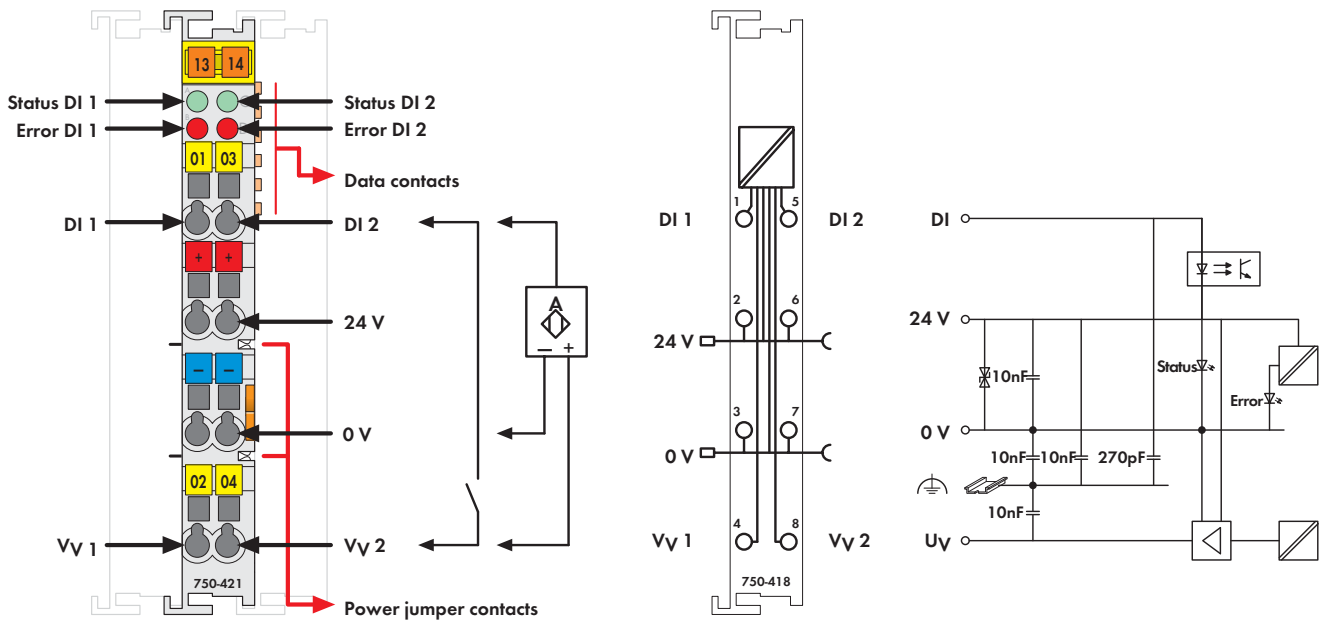 13 14
A C
B D
Status DI 1
Status DI 2
Error DI 1
Error DI 2
01 03
Data contacts
DI 1
DI 2
+ +
24 V
A
− +
− −
0 V
02 04
VV 1
VV 2
750-421
Power jumper contacts
1 5
DI 1
DI 2
2 6
24 V
3 7
0 V
4 8
VV 1
VV 2
750-418
DI
24 V
10nF
Status
Error
0 V
10nF 10nF 270pF
10nF
UV